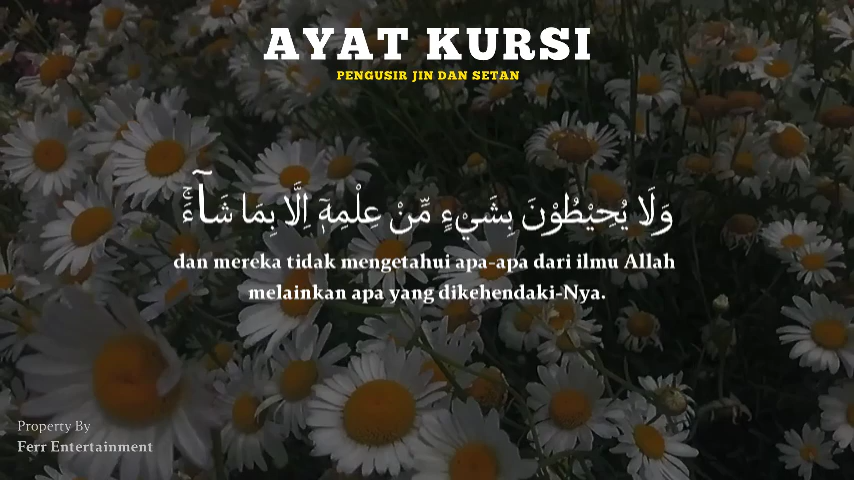 AYAT KURSI
PENGUSIR JIN DAN SETAN
وَلَا يُحِيْطُوْنَ بِشَيْءٍ مِّنْ عِلْمِهٖٓ اِلَّا بِمَا شَاۤءَۚ
dan mereka tidak mengetahui apa-apa dari ilmu Allah
melainkan apa yang dikehendaki-Nya.
Property By
Ferr Entertainment